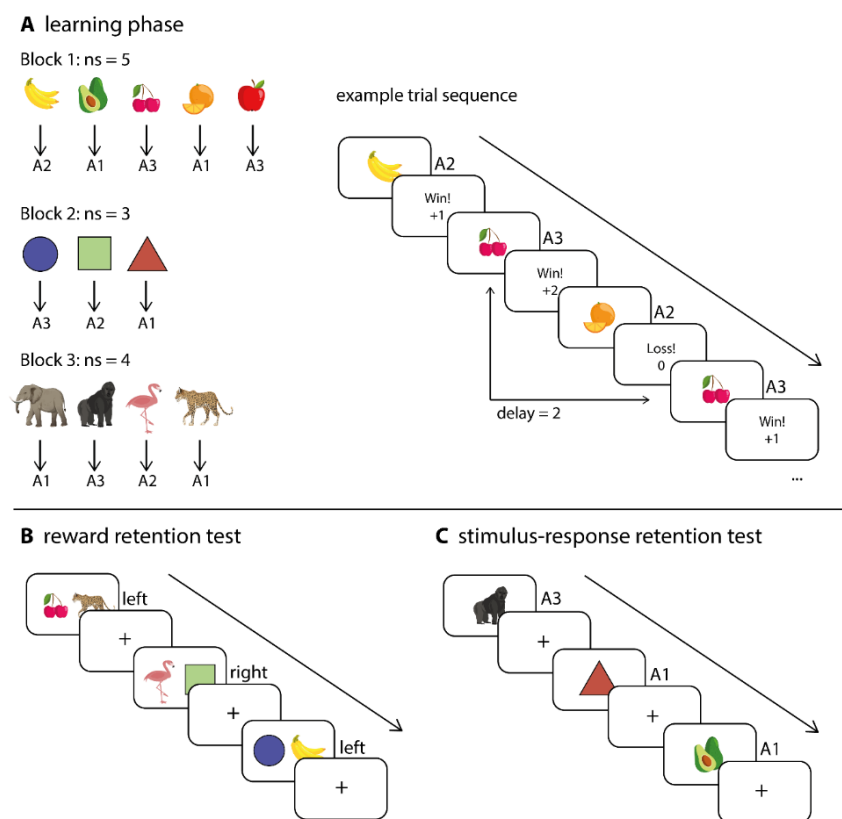 A learning phase
Block 1: ns = 5
A2 A1 A3 A1 A3
Block 2: ns = 3
A3 A2 A1
Block 3: ns = 4
A1 A3 A2 A1
example trial sequence
A2
Win!
+1
A3
Win!
+2
A2
Loss!
0
A3
Win!
+1
delay = 2
...
B reward retention test
left
+
right
+
left
+
C stimulus-response retention test
A3
+
A1
+
A1
+